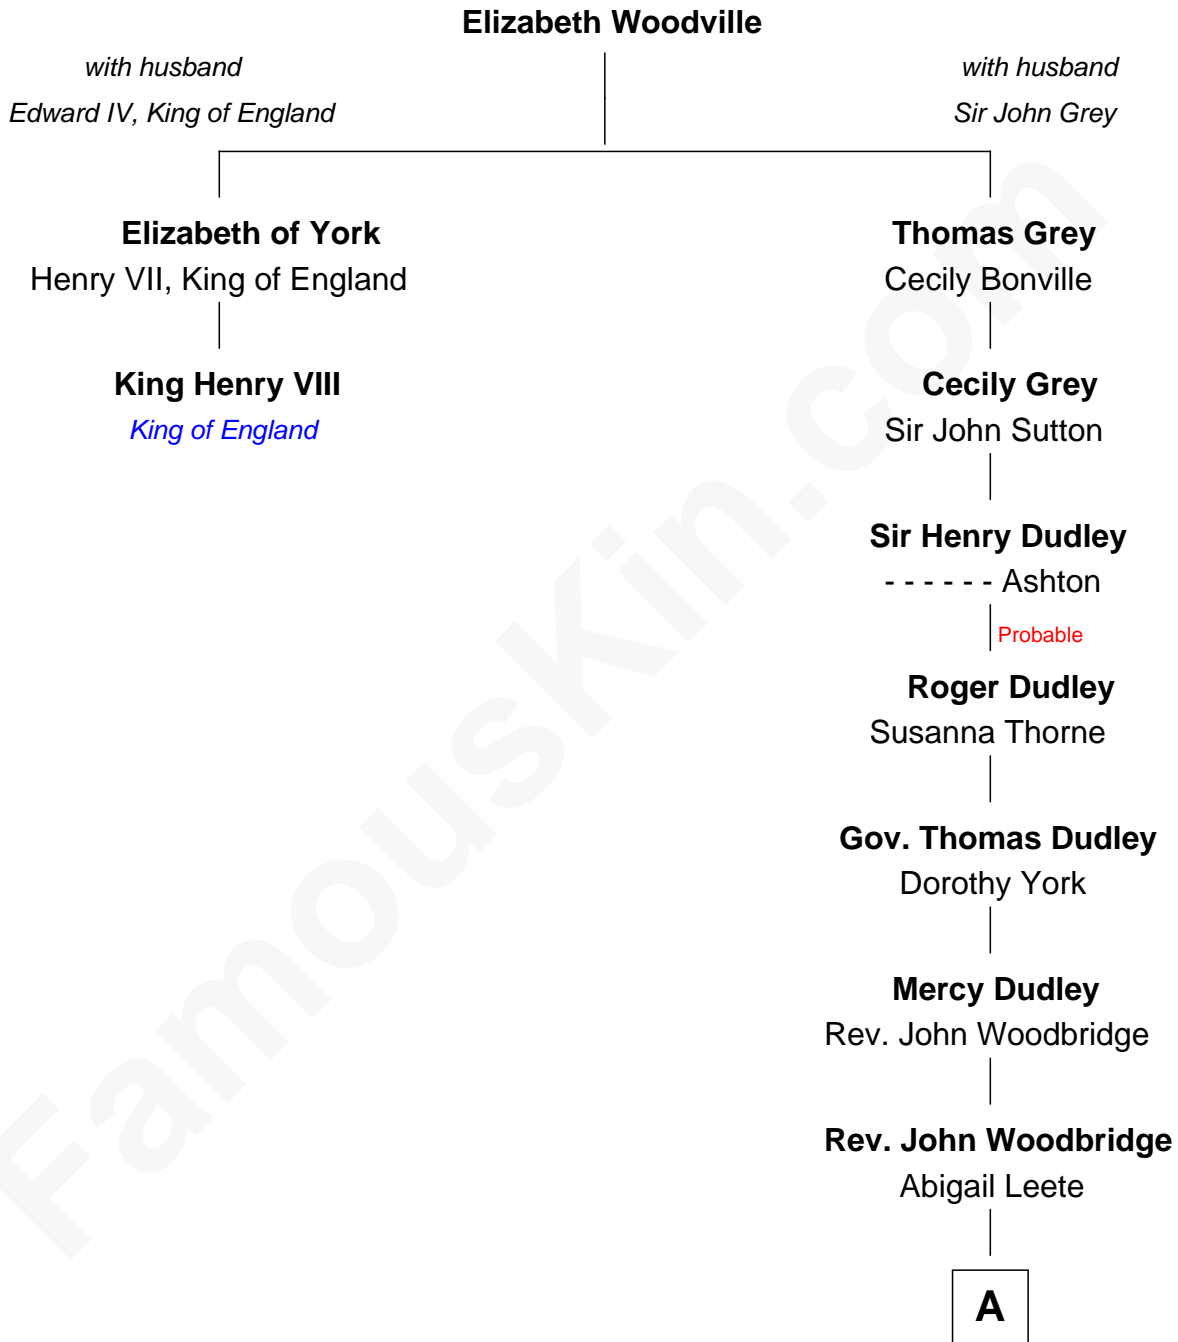 Elizabeth Woodville
with husband
Edward IV, King of England
with husband
Sir John Grey
Elizabeth of York
Henry VII, King of England
King Henry VIII
King of England
Thomas Grey
Cecily Bonville
Cecily Grey
Sir John Sutton
Sir Henry Dudley
- - - - - - Ashton
Probable
Roger Dudley
Susanna Thorne
Gov. Thomas Dudley
Dorothy York
Mercy Dudley
Rev. John Woodbridge
Rev. John Woodbridge
Abigail Leete
A
FamousKin.com